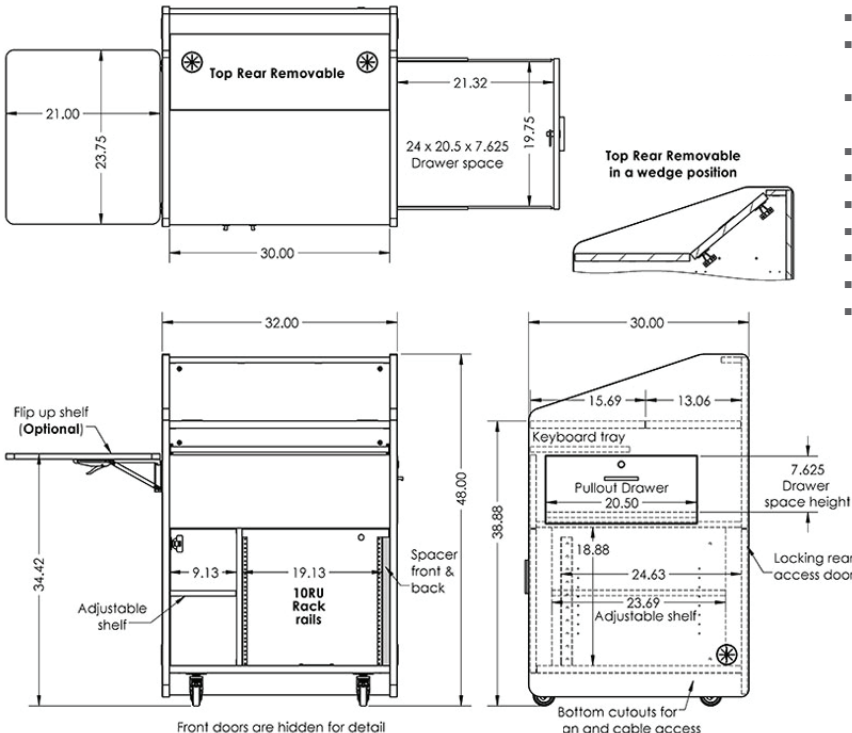 Top Rear Removable
21.00
23.75
21.32
19.75
24 x 20.5 x 7.625
Drawer space
30.00
Top Rear Removable
in a wedge position
32.00
30.00
15.69
13.06
Flip up shelf
(Optional)
Keyboard tray
Pullout Drawer
20.50
7.625
Drawer
space height
48.00
38.88
34.42
9.13
19.13
10RU
Rack
rails
Spacer
front &
back
Adjustable
shelf
18.88
24.63
23.69
Adjustable shelf
Locking rear
access door
Front doors are hidden for detail
Bottom cutouts for
an and cable access